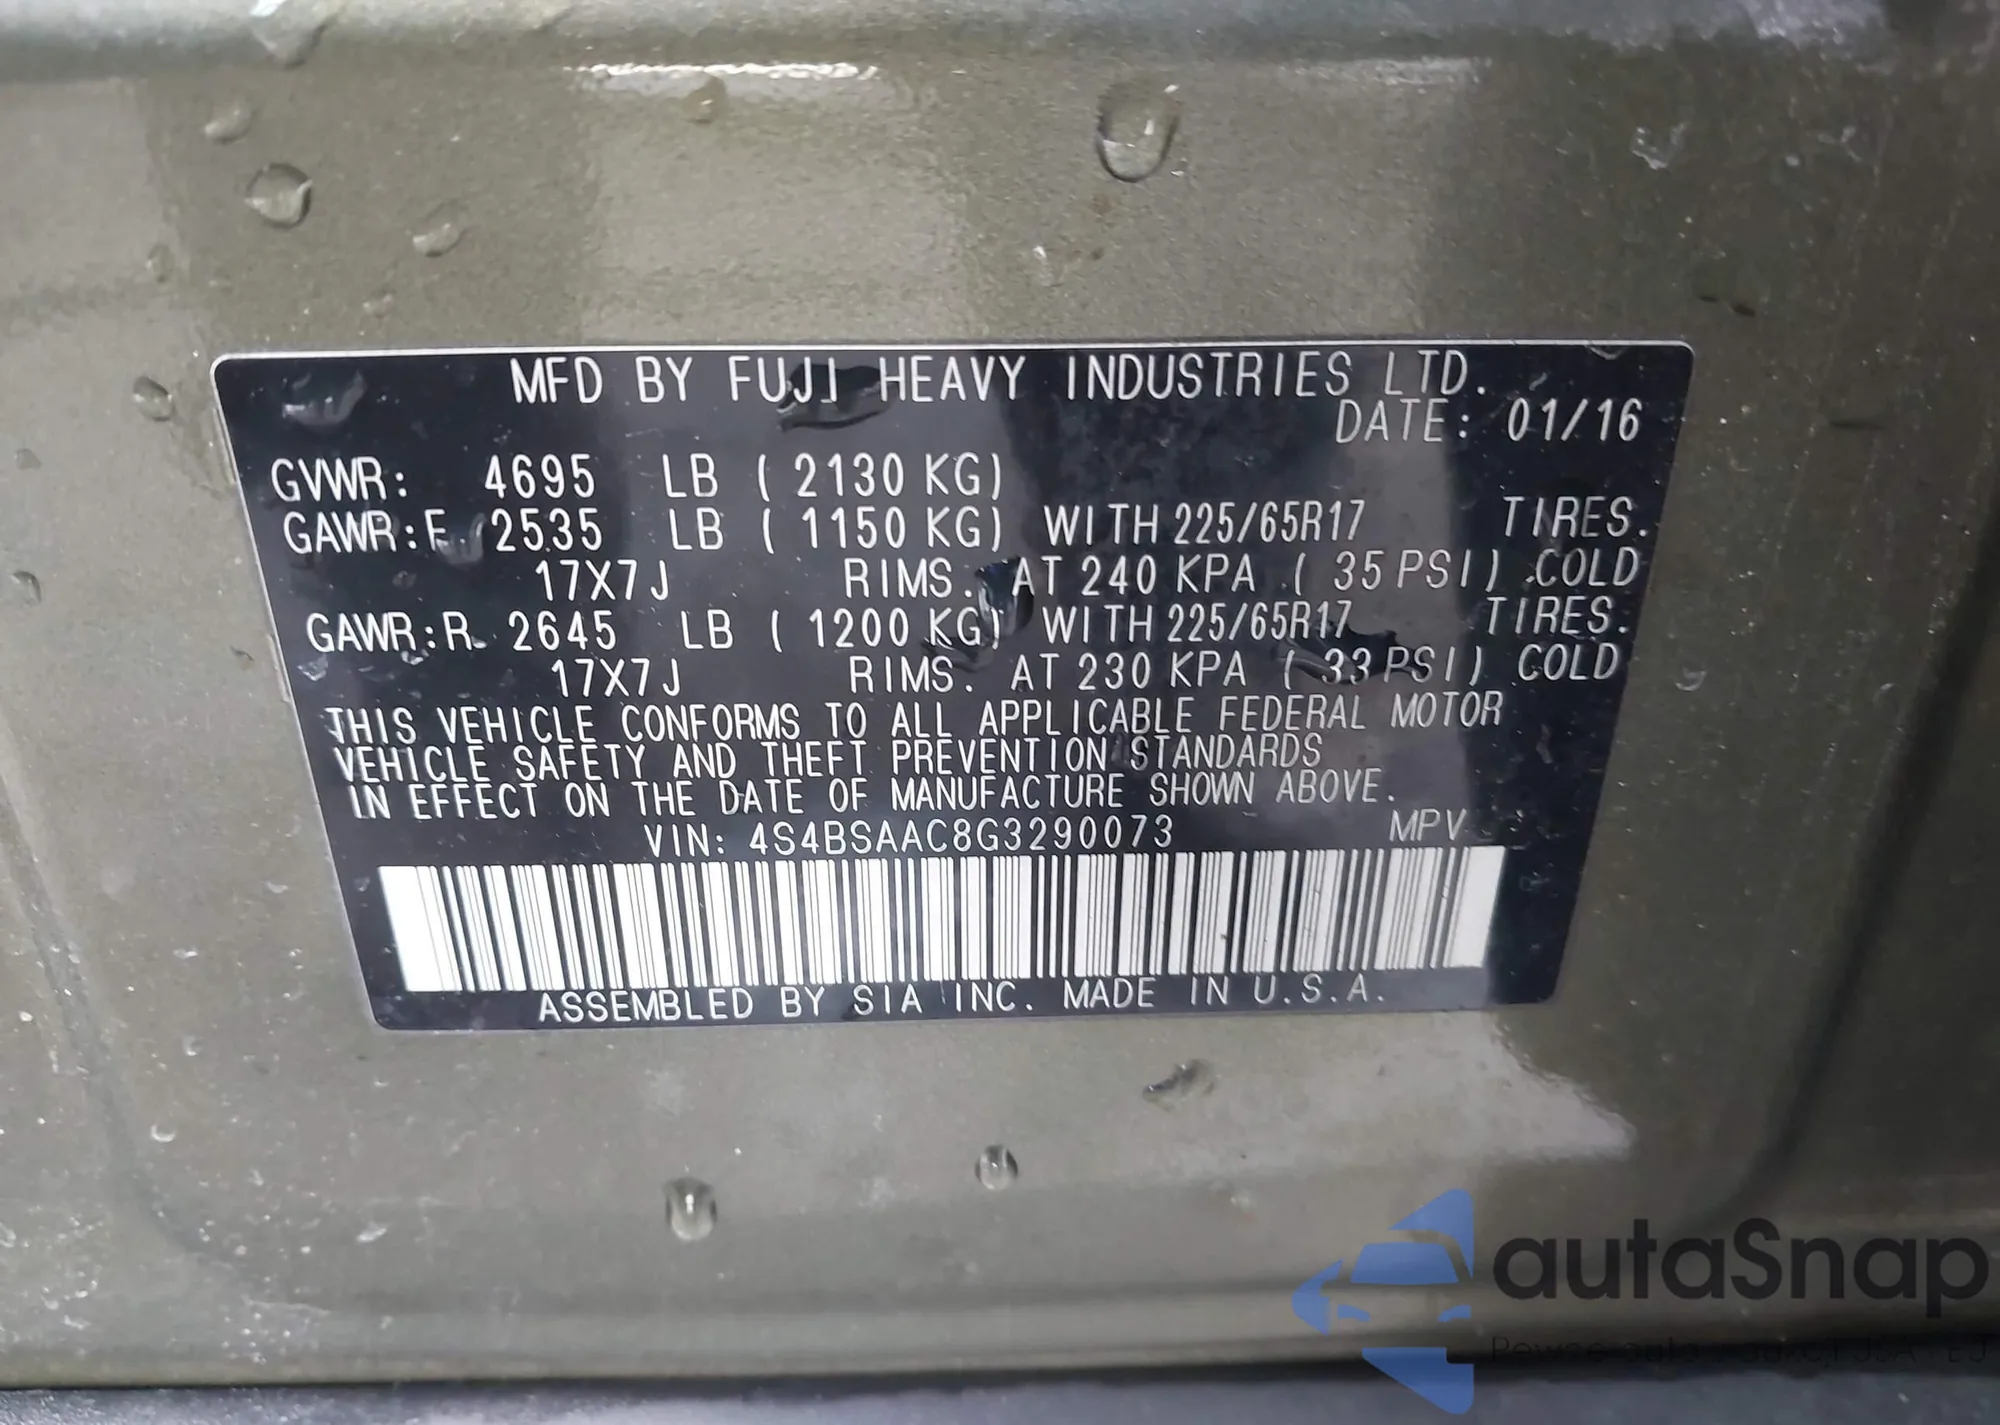 MFD BY FUJI HEAVY INDUSTRIES LTD.
DATE: 01/16
GVWR: 4695 LB ( 2130 KG)
GAWR:F. 2535 LB ( 1150 KG) WITH 225/65R17 TIRES.
17X7J RIMS. AT 240 KPA ( 35 PSI) COLD
GAWR:R. 2645 LB ( 1200 KG) WITH 225/65R17 TIRES.
17X7J RIMS. AT 230 KPA ( 33 PSI) COLD
THIS VEHICLE CONFORMS TO ALL APPLICABLE FEDERAL MOTOR
VEHICLE SAFETY AND THEFT PREVENTION STANDARDS
IN EFFECT ON THE DATE OF MANUFACTURE SHOWN ABOVE.
VIN: 4S4BSAAC8G3290073 MPV
ASSEMBLED BY SIA INC. MADE IN U.S.A.
autaSnap